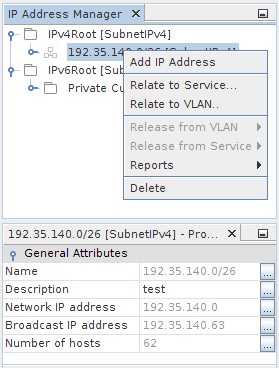 IP Address Manager
IPv4Root [SubnetIPv4]
192.35.140.0/26 [SubnetIPv4]
IPv6Root [Sub
Private Cu
Add IP Address
Relate to Service...
Relate to VLAN..
Release from VLAN
Release from Service
Reports
Delete
192.35.140.0/26 [SubnetIPv4] - Pro...
General Attributes
Name 192.35.140.0/26 ...
Description test ...
Network IP address 192.35.140.0 ...
Broadcast IP address 192.35.140.63 ...
Number of hosts 62 ...